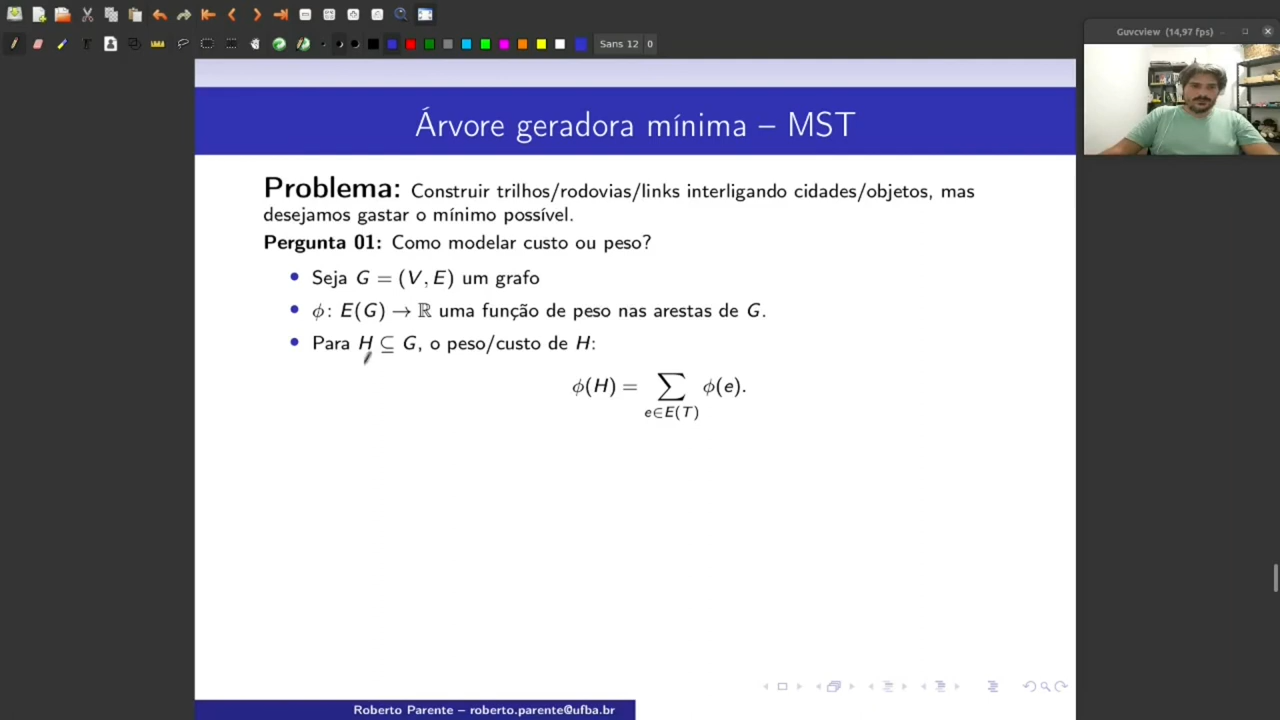 Guvcview (14,97 fps)
Sans 12 0
Árvore geradora mínima – MST
Problema: Construir trilhos/rodovias/links interligando cidades/objetos, mas
desejamos gastar o mínimo possível.
Pergunta 01: Como modelar custo ou peso?
• Seja G = (V, E) um grafo
• ϕ: E(G) → ℝ uma função de peso nas arestas de G.
• Para H ⊆ G, o peso/custo de H:
ϕ(H) = ∑ ϕ(e).
e∈E(T)
Roberto Parente – roberto.parente@ufba.br